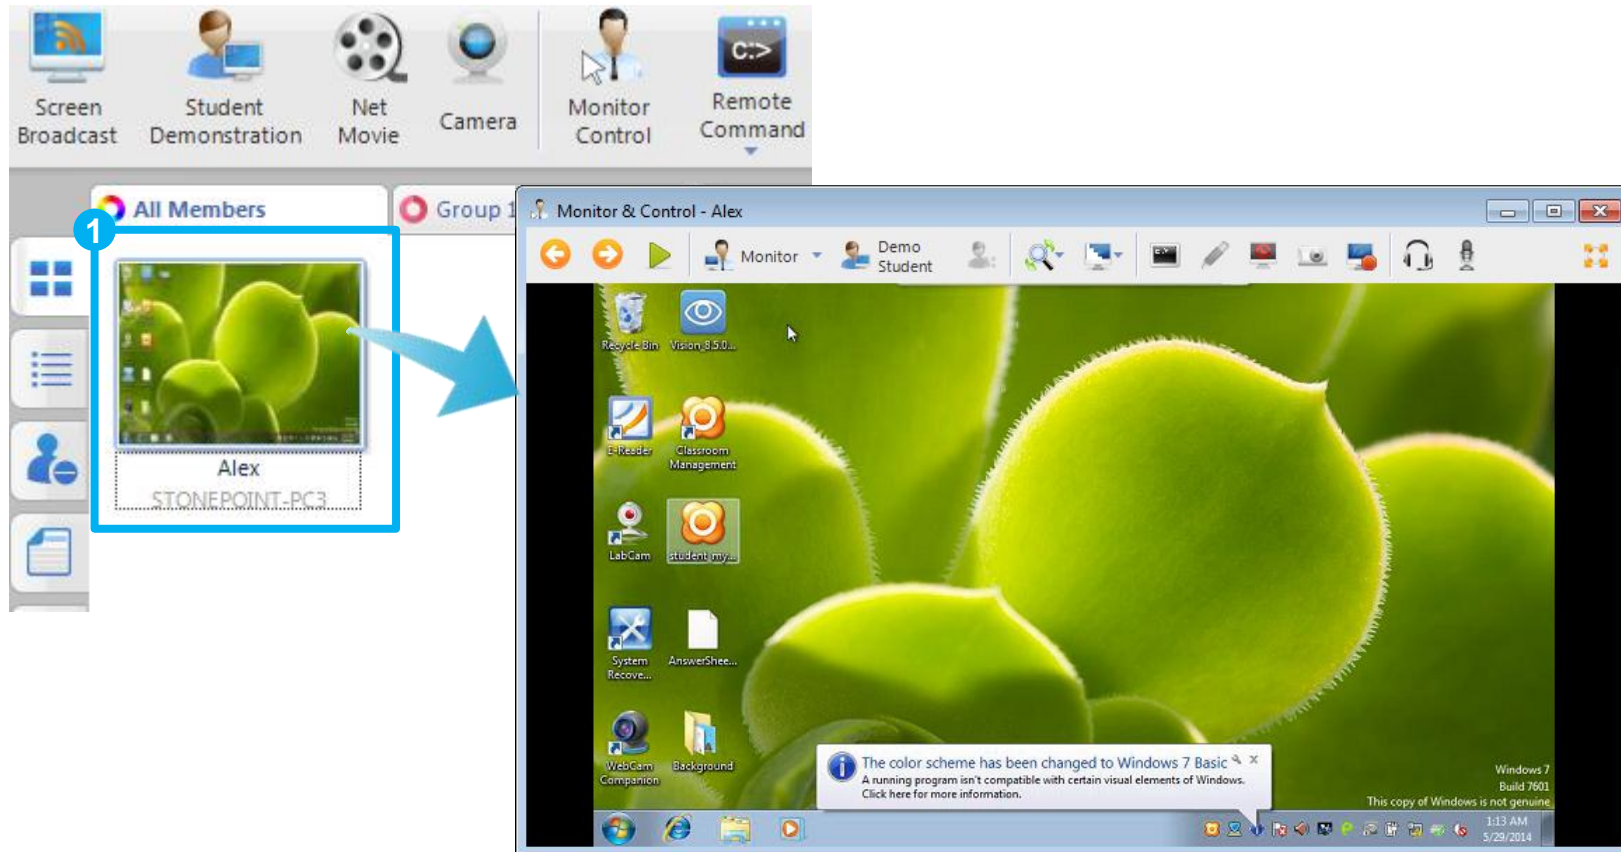 Screen
Broadcast
Student
Demonstration
Net
Movie
Camera
Monitor
Control
C:>
Remote
Command
All Members
Group 1
1
Alex
STONEPOINT-PC3
Monitor & Control - Alex
Monitor
Demo
Student
Recycle Bin
Vision_8.5.0...
E-Reader
Classroom
Management
LabCam
student_my...
System
Recove...
AnswerShee...
WebCam
Companion
Background
The color scheme has been changed to Windows 7 Basic
A running program isn't compatible with certain visual elements of Windows.
Click here for more information.
Windows 7
Build 7601
This copy of Windows is not genuine
1:13 AM
5/29/2014